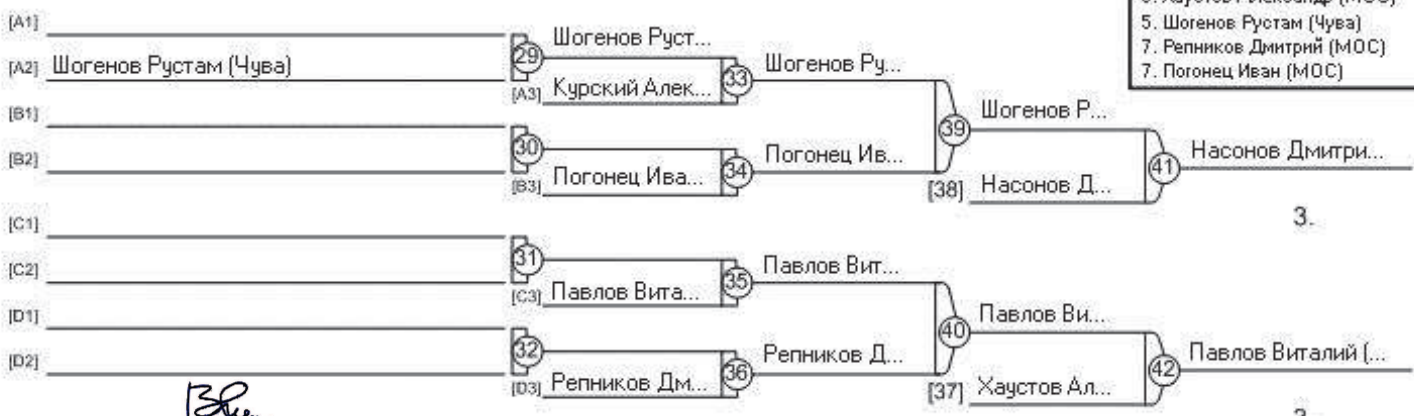 5. Шогенов Рустам (Чува)
7. Репников Дмитрий (МОС)
7. Погонец Иван (МОС)
[A1]
[A2] Шогенов Рустам (Чува)
[B1]
[B2]
[C1]
[C2]
[D1]
[D2]
29
Шогенов Руст...
[A3] Курский Алек...
30
[B3] Погонец Ива...
31
[C3] Павлов Вита...
32
[D3] Репников Дм...
33
Шогенов Ру...
34
Погонец Ив...
35
Павлов Вит...
36
Репников Д...
39
Шогенов Р...
[38] Насонов Д...
40
Павлов Ви...
[37] Хаустов Ал...
41
Насонов Дмитри...
3.
42
Павлов Виталий (...